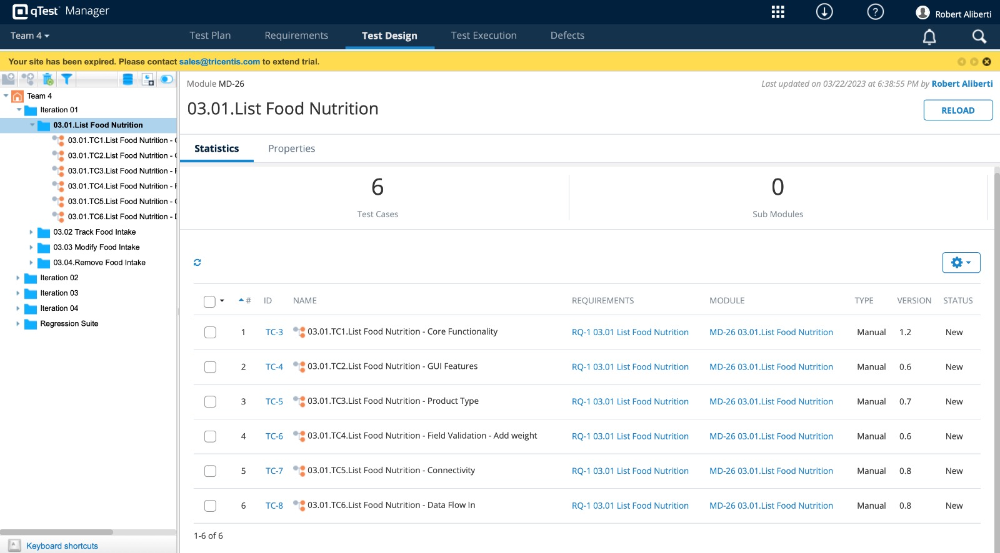 qTest Manager
Robert Aliberti
Team 4
Test Plan
Requirements
Test Design
Test Execution
Defects
Your site has been expired. Please contact sales@tricentis.com to extend trial.
Team 4
Iteration 01
03.01.List Food Nutrition
03.01.TC1.List Food Nutrition -
03.01.TC2.List Food Nutrition -
03.01.TC3.List Food Nutrition -
03.01.TC4.List Food Nutrition -
03.01.TC5.List Food Nutrition -
03.01.TC6.List Food Nutrition -
03.02 Track Food Intake
03.03 Modify Food Intake
03.04.Remove Food Intake
Iteration 02
Iteration 03
Iteration 04
Regression Suite
Keyboard shortcuts
Module MD-26
Last updated on 03/22/2023 at 6:38:55 PM by Robert Aliberti
03.01.List Food Nutrition
RELOAD
Statistics
Properties
6
Test Cases
0
Sub Modules
# ID NAME REQUIREMENTS MODULE TYPE VERSION STATUS
1 TC-3 03.01.TC1.List Food Nutrition - Core Functionality RQ-1 03.01 List Food Nutrition MD-26 03.01.List Food Nutrition Manual 1.2 New
2 TC-4 03.01.TC2.List Food Nutrition - GUI Features RQ-1 03.01 List Food Nutrition MD-26 03.01.List Food Nutrition Manual 0.6 New
3 TC-5 03.01.TC3.List Food Nutrition - Product Type RQ-1 03.01 List Food Nutrition MD-26 03.01.List Food Nutrition Manual 0.7 New
4 TC-6 03.01.TC4.List Food Nutrition - Field Validation - Add weight RQ-1 03.01 List Food Nutrition MD-26 03.01.List Food Nutrition Manual 0.6 New
5 TC-7 03.01.TC5.List Food Nutrition - Connectivity RQ-1 03.01 List Food Nutrition MD-26 03.01.List Food Nutrition Manual 0.8 New
6 TC-8 03.01.TC6.List Food Nutrition - Data Flow In RQ-1 03.01 List Food Nutrition MD-26 03.01.List Food Nutrition Manual 0.8 New
1-6 of 6